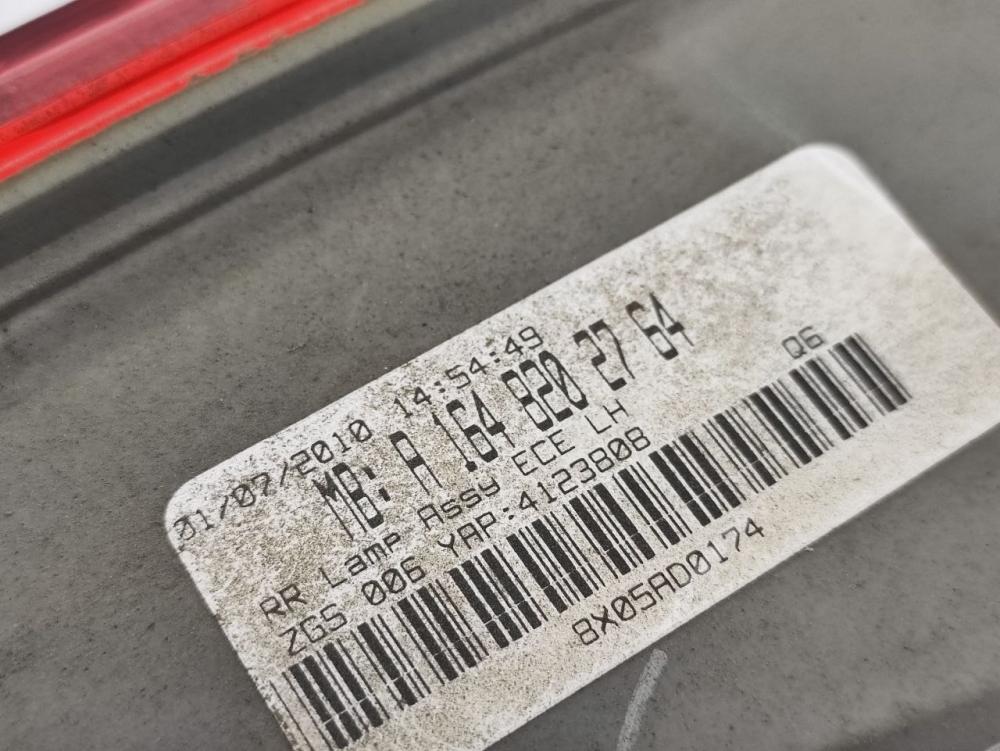 01/07/2010 14:54:49
MB: A 164 820 27 64
RR Lamp Assy ECE LH
ZGS 006 YAP:4123808
Q6
8X05AD0174